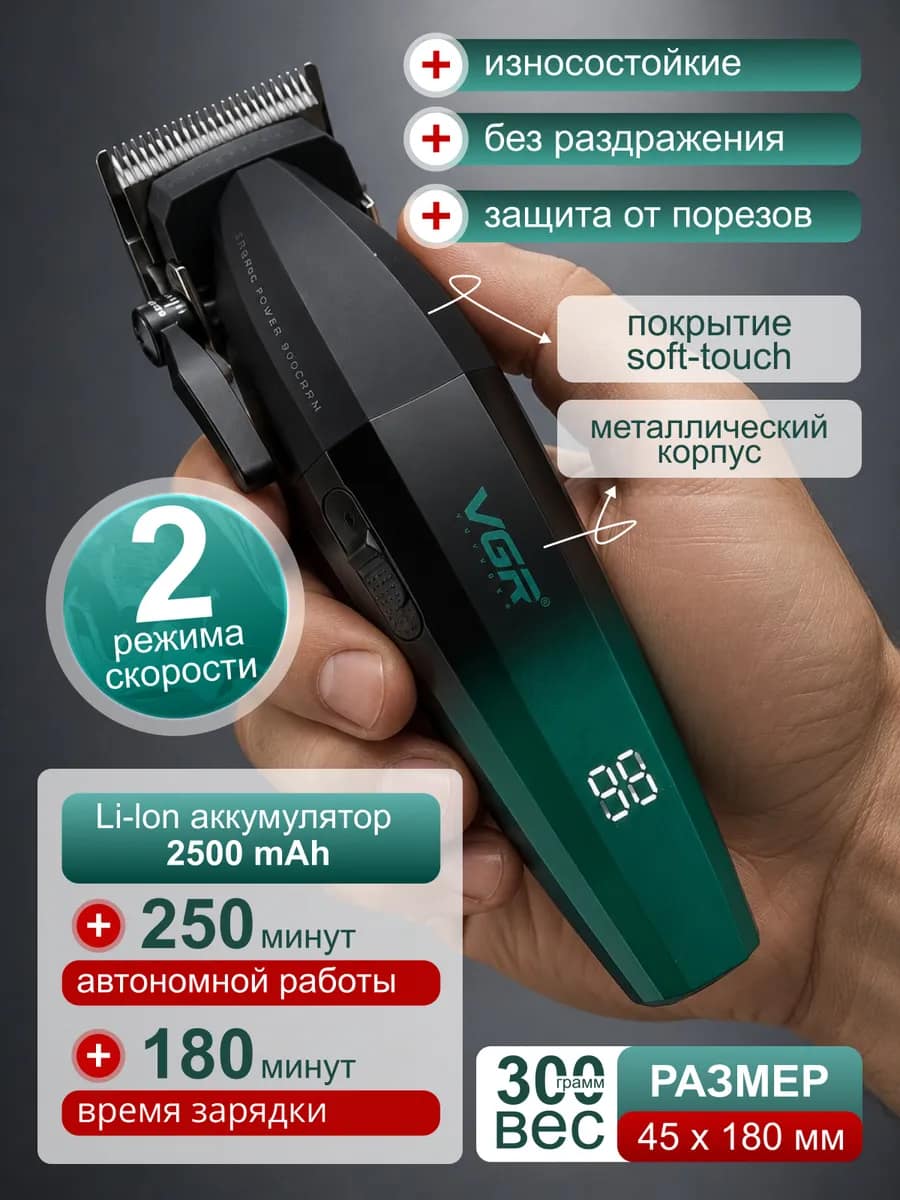 износостойкие
без раздражения
защита от порезов
покрытие
soft-touch
металлический
корпус
VGR
®
2
режима
скорости
88
Li-Ion аккумулятор
2500 mAh
250 минут
автономной работы
180 минут
время зарядки
300 грамм
вес
РАЗМЕР
45 x 180 мм